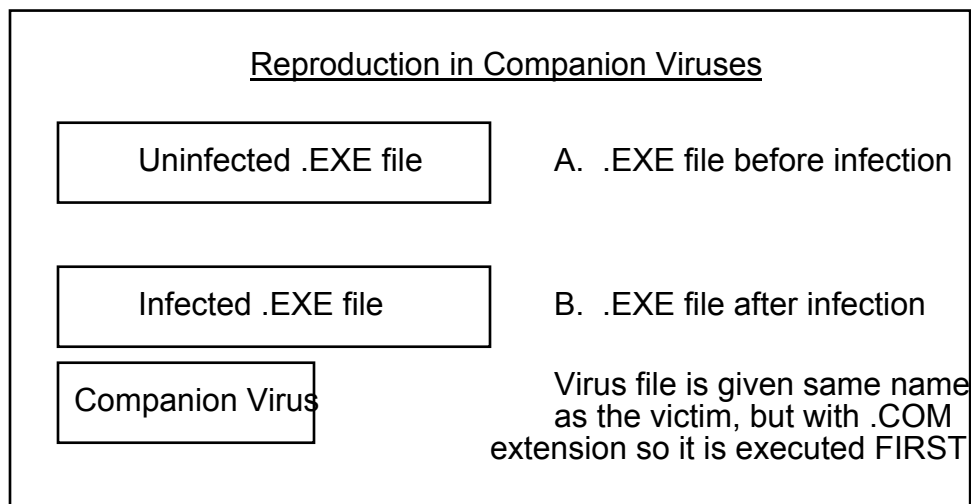 Reproduction in Companion Viruses
Uninfected .EXE file
A. .EXE file before infection
Infected .EXE file
B. .EXE file after infection
Companion Virus
Virus file is given same name
as the victim, but with .COM
extension so it is executed FIRST